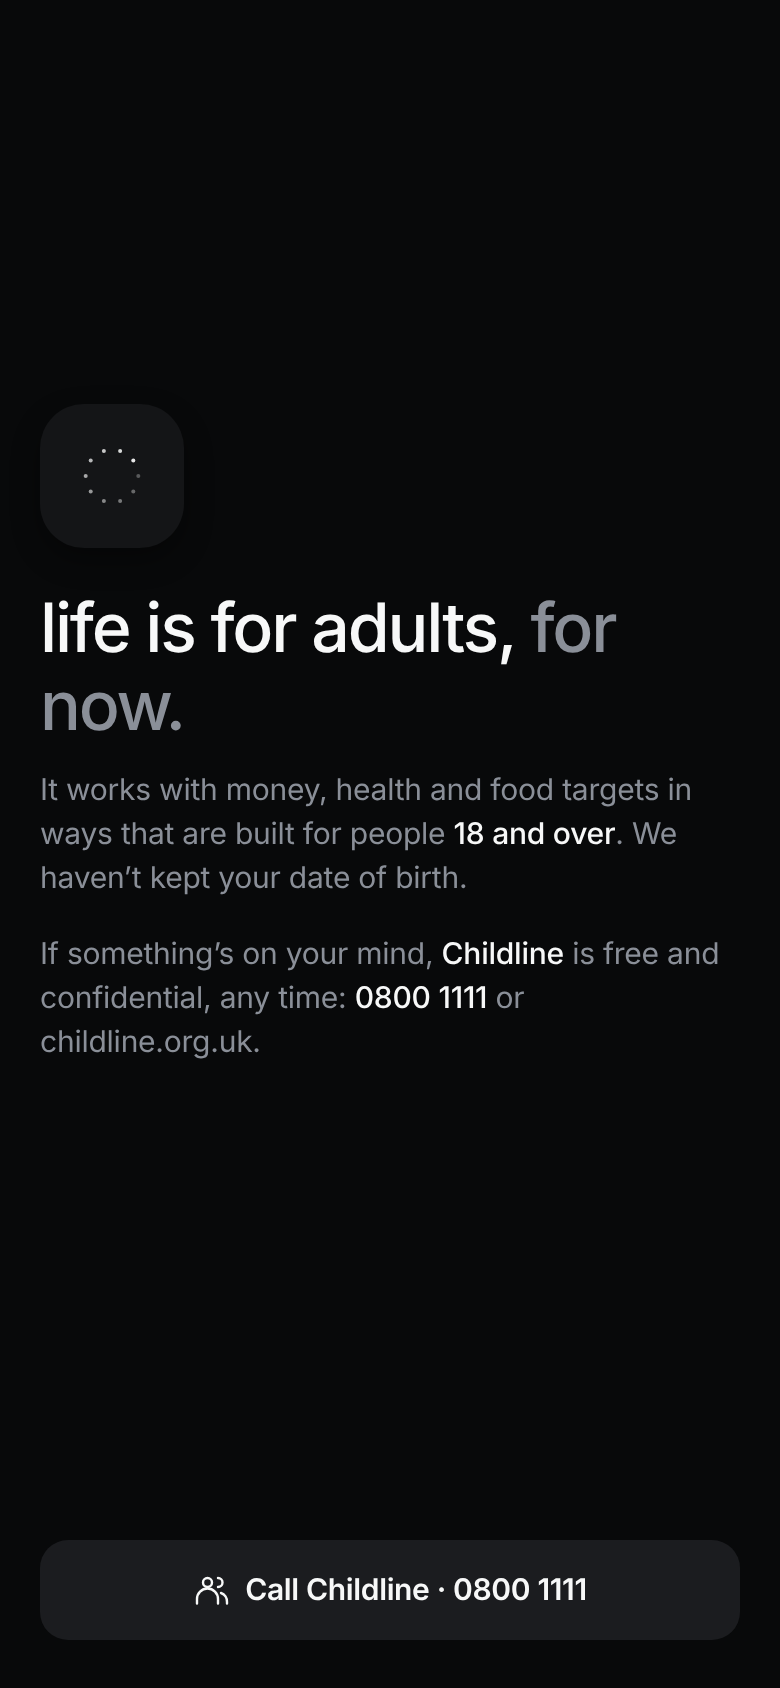 life is for adults, for
now.
It works with money, health and food targets in
ways that are built for people 18 and over. We
haven’t kept your date of birth.
If something’s on your mind, Childline is free and
confidential, any time: 0800 1111 or
childline.org.uk.
Call Childline · 0800 1111